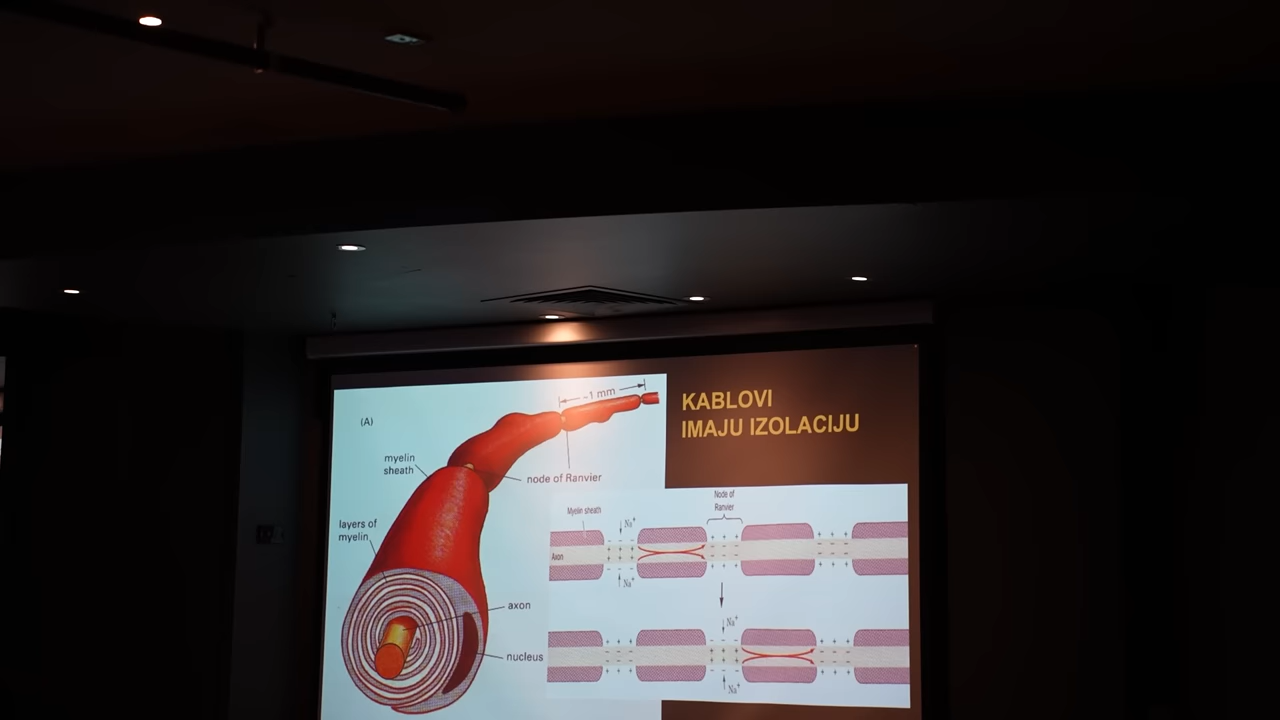 KABLOVI
IMAJU IZOLACIJU
(A)
~1 mm
myelin
sheath
node of Ranvier
layers of
myelin
axon
nucleus
Myelin sheath
Na+
Node of
Ranvier
Axon
Na+
Na+
Na+